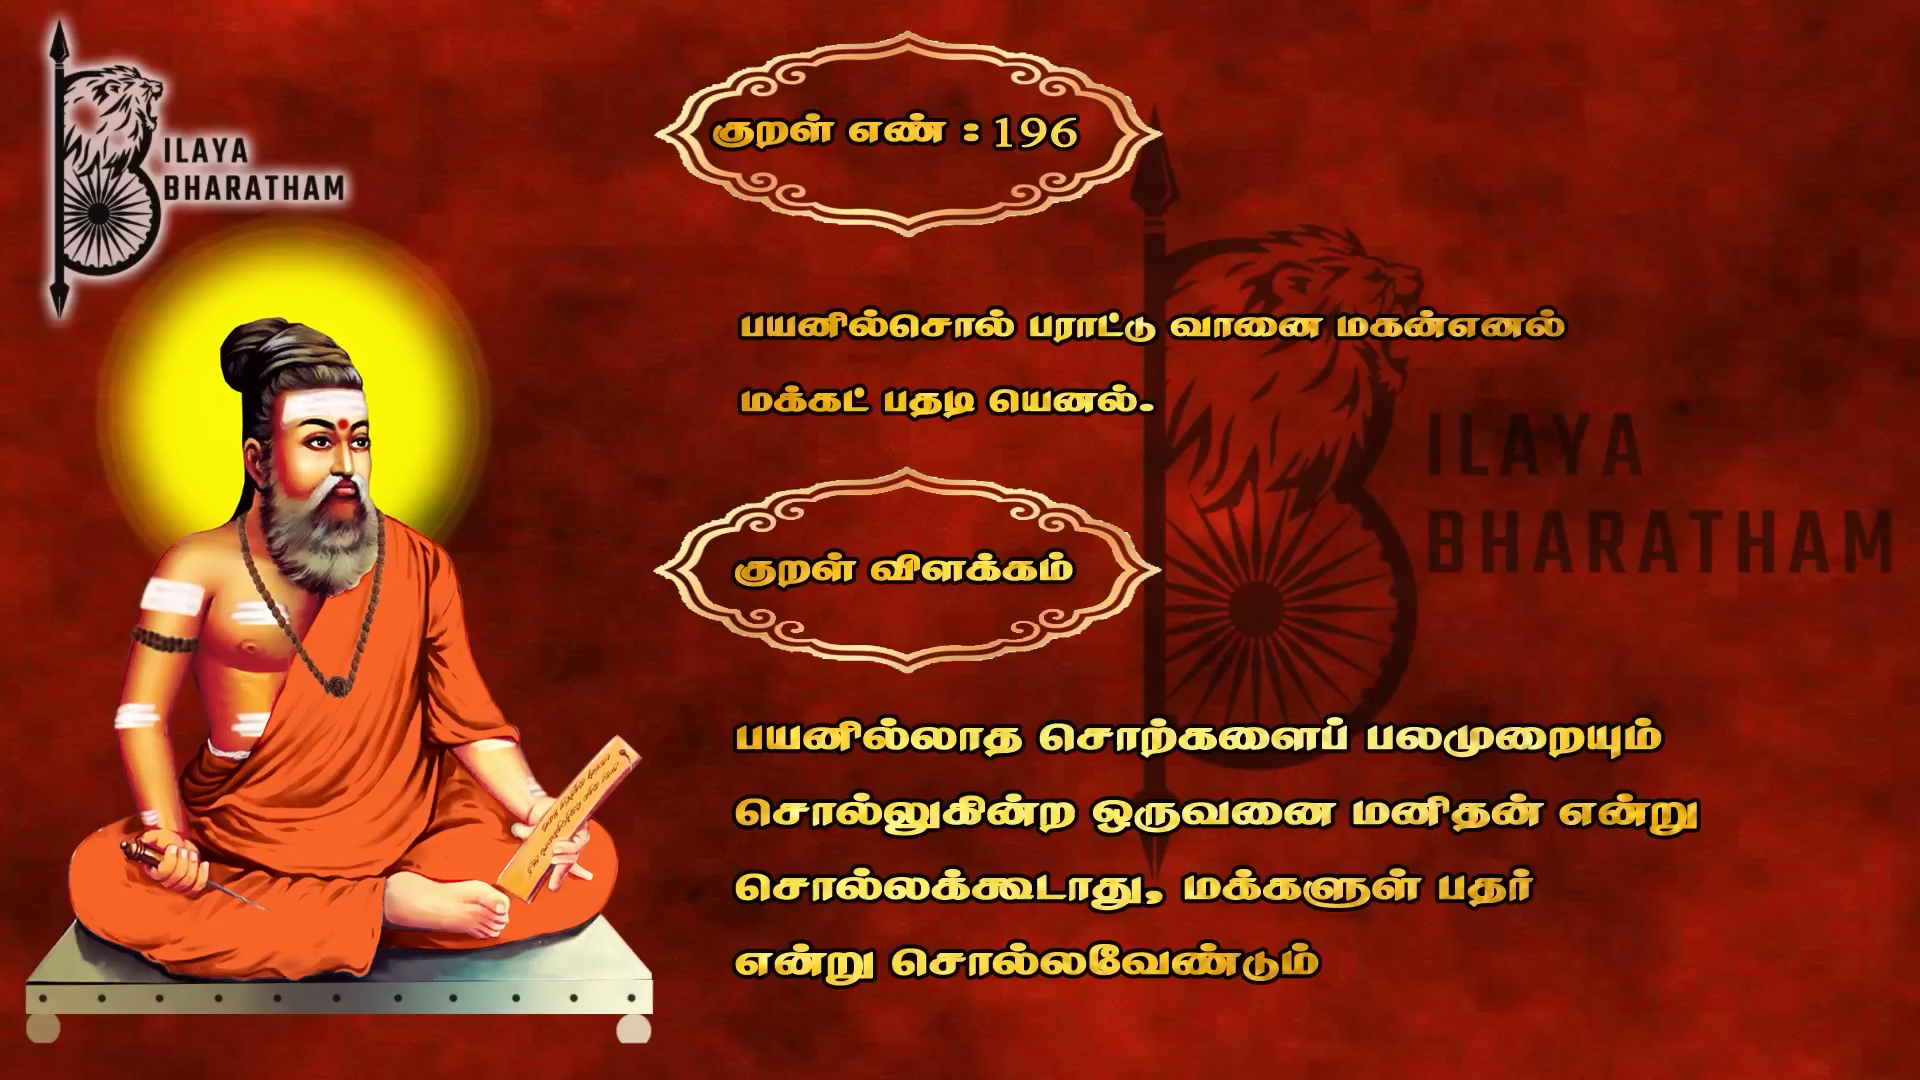 ILAYA
BHARATHAM
குறள் எண் : 196
பயனில்சொல் பராட்டு வானை மகன்எனல்
மக்கட் பதடி யெனல்.
ILAYA
BHARATHAM
குறள் விளக்கம்
பயனில்லாத சொற்களைப் பலமுறையும்
சொல்லுகின்ற ஒருவனை மனிதன் என்று
சொல்லக்கூடாது, மக்களுள் பதர்
என்று சொல்லவேண்டும்